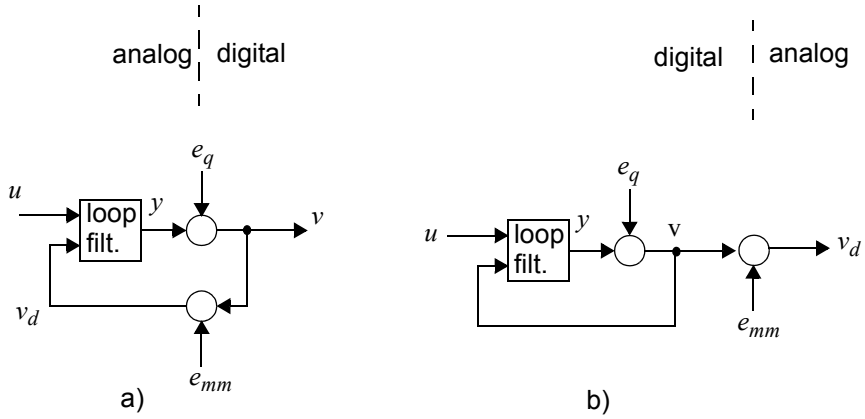 analog digital
digital analog
e_q
u
loop
filt.
y
v
v_d
e_mm
a)
e_q
u
loop
filt.
y
v
v_d
e_mm
b)